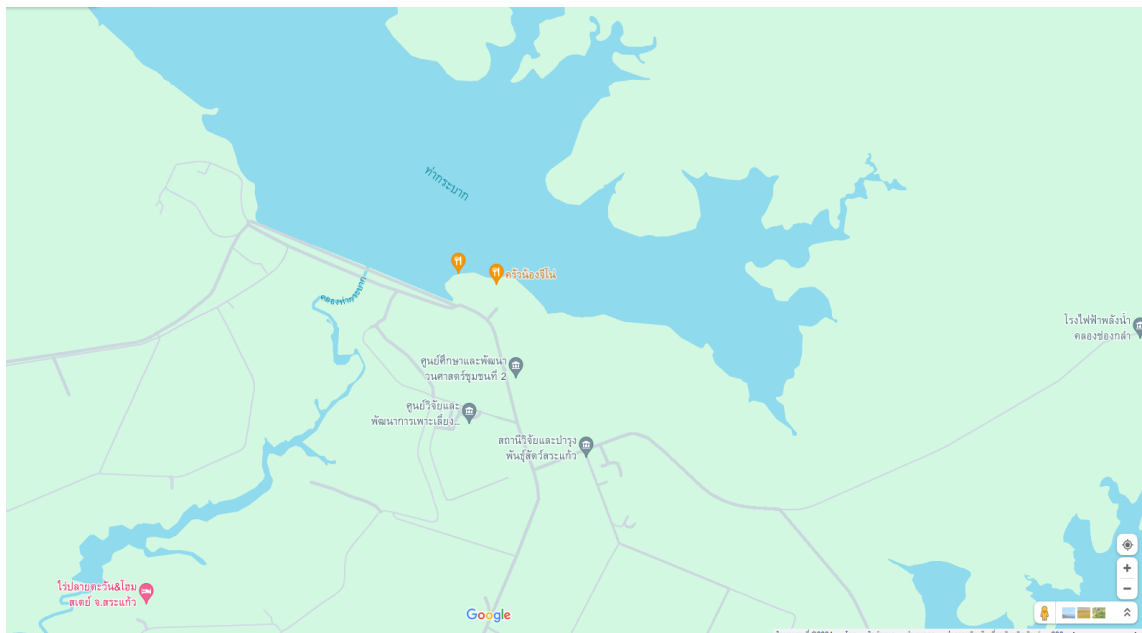 ท่ากระบาก
ครัวน้องจีโน่
คลองท่ากระบาก
โรงไฟฟ้าพลังน้ำ
คลองช่องกล่ำ
ศูนย์ศึกษาและพัฒนา
วนศาสตร์ชุมชนที่ 2
ศูนย์วิจัยและ
พัฒนาการเพาะเลี้ยง...
สถานีวิจัยและบำรุง
พันธุ์สัตว์สระแก้ว
ไร่ปลายตะวัน&โฮม
สเตย์ จ.สระแก้ว
Google